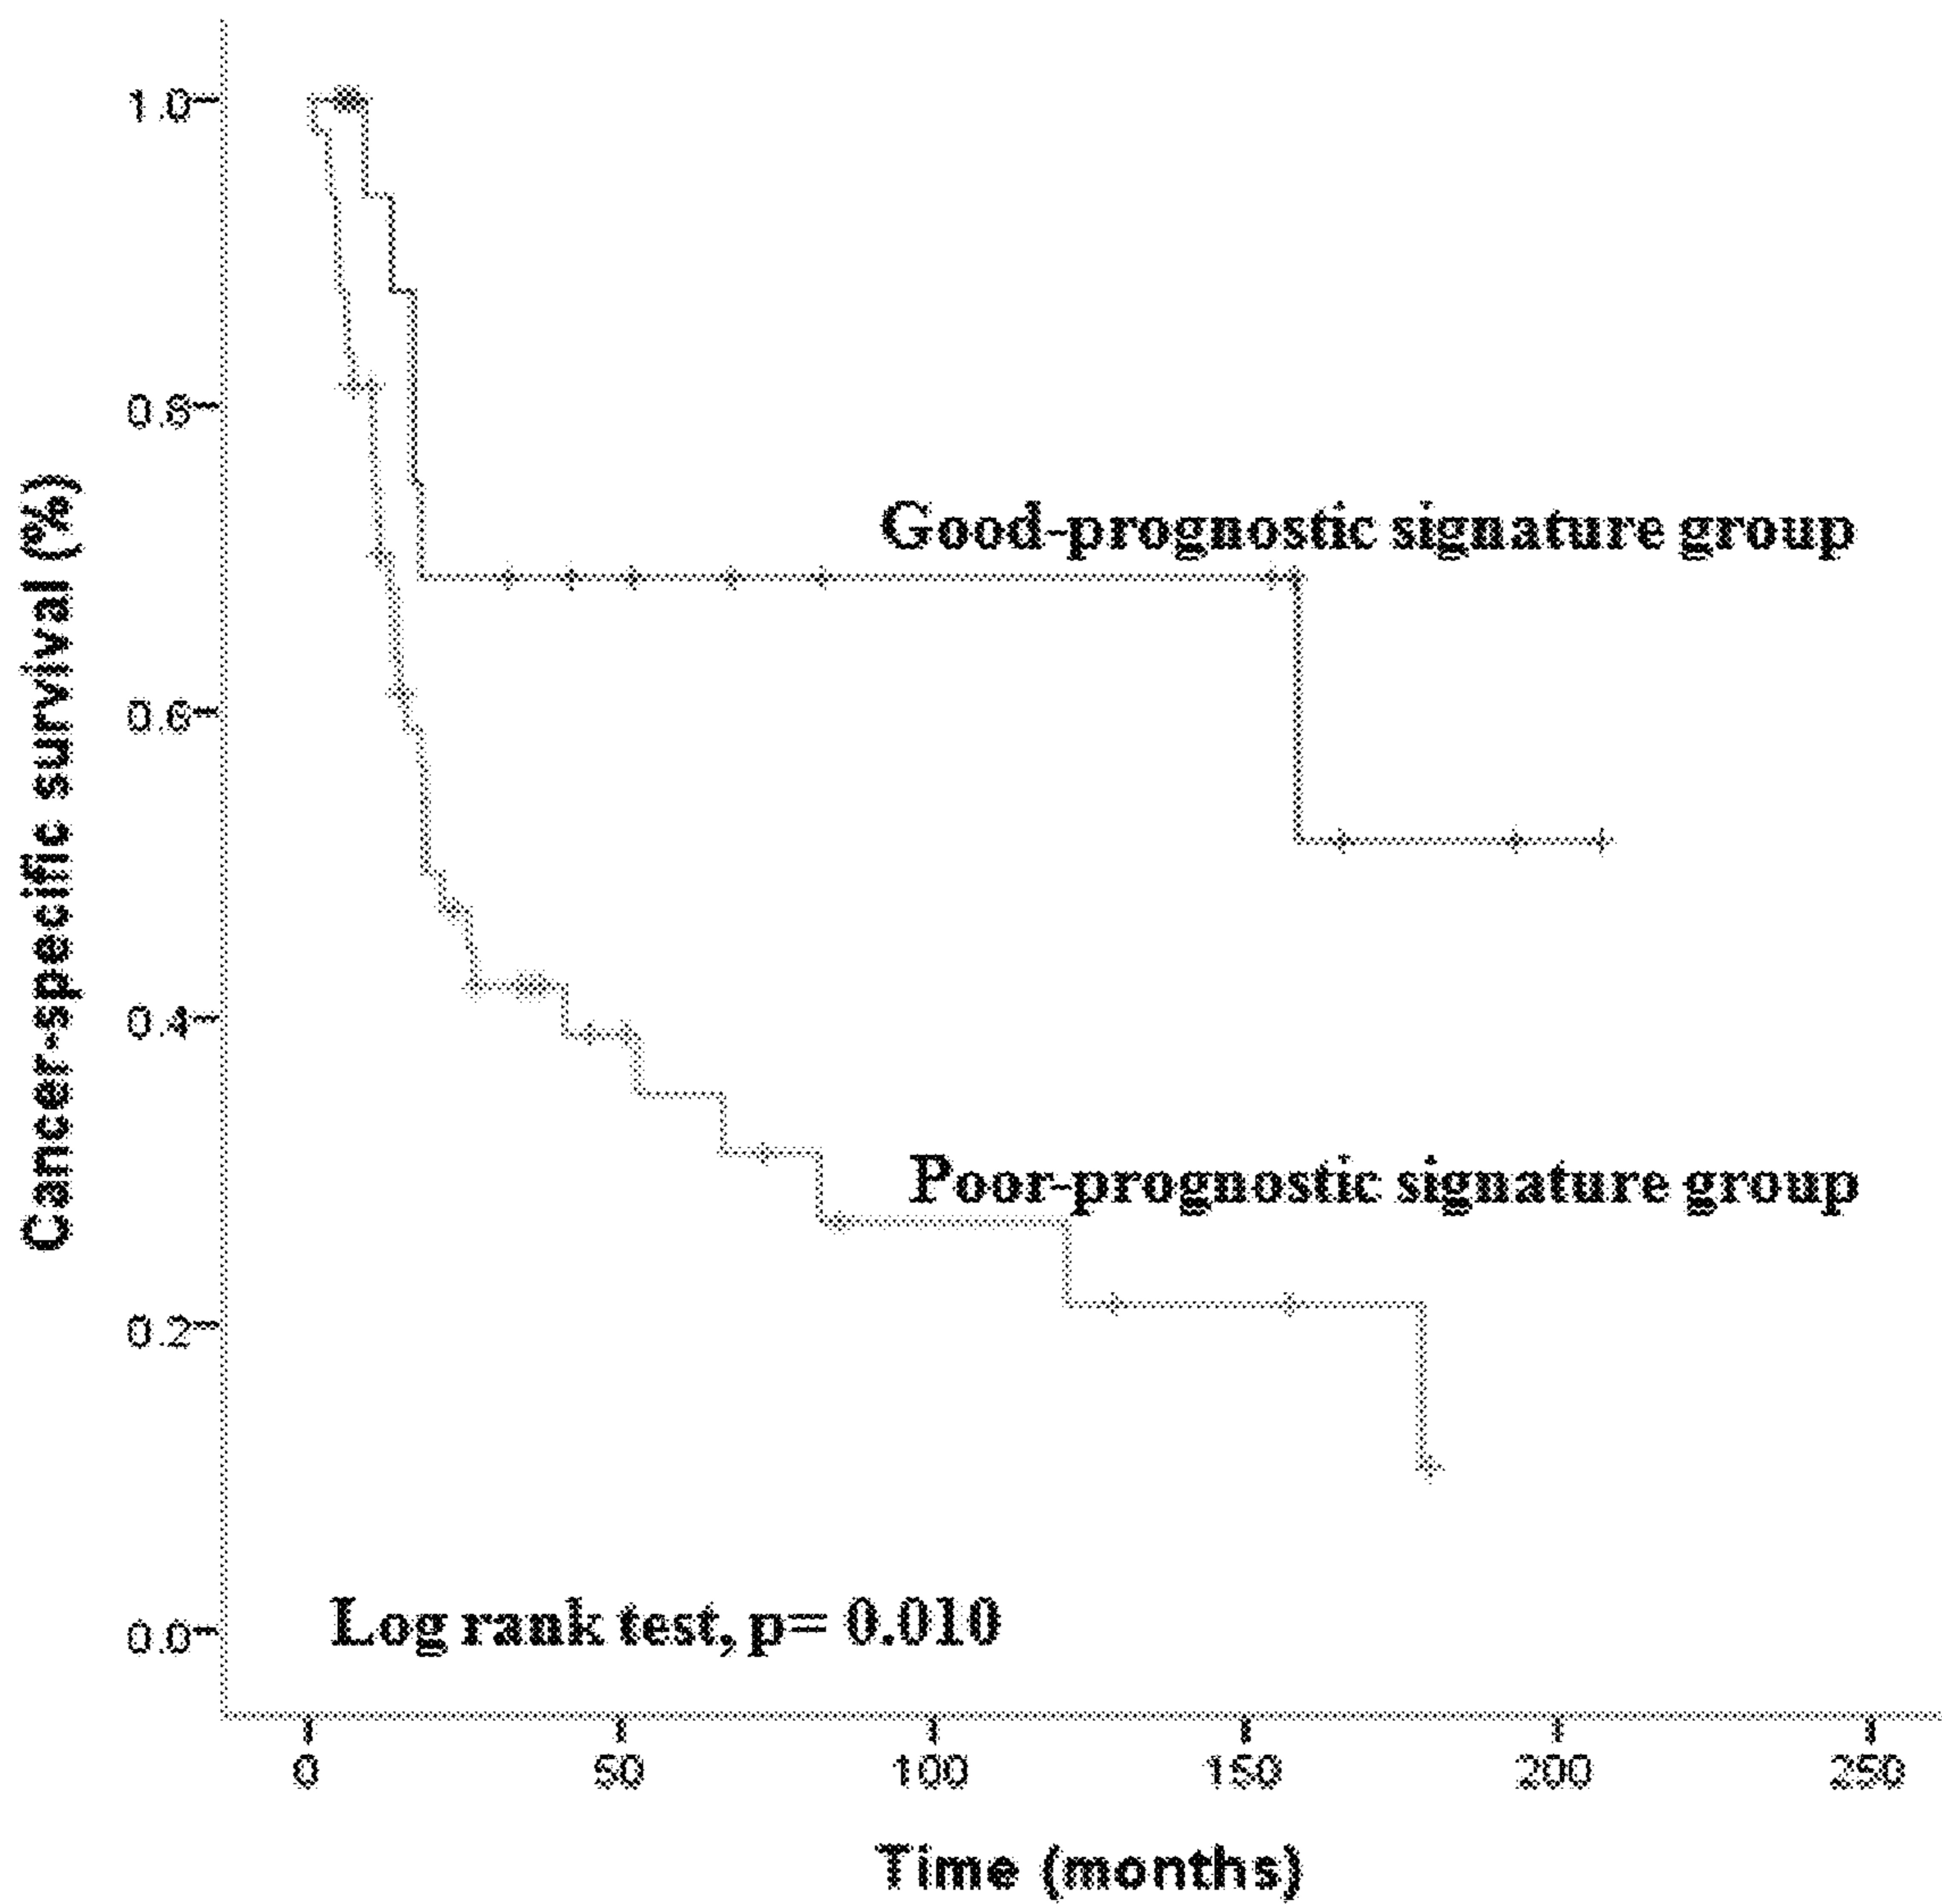 Cancer-specific survival (%)
1.0
0.8
0.6
0.4
0.2
0.0
Good-prognostic signature group
Poor-prognostic signature group
Log rank test, p= 0.010
0 50 100 150 200 250
Time (months)